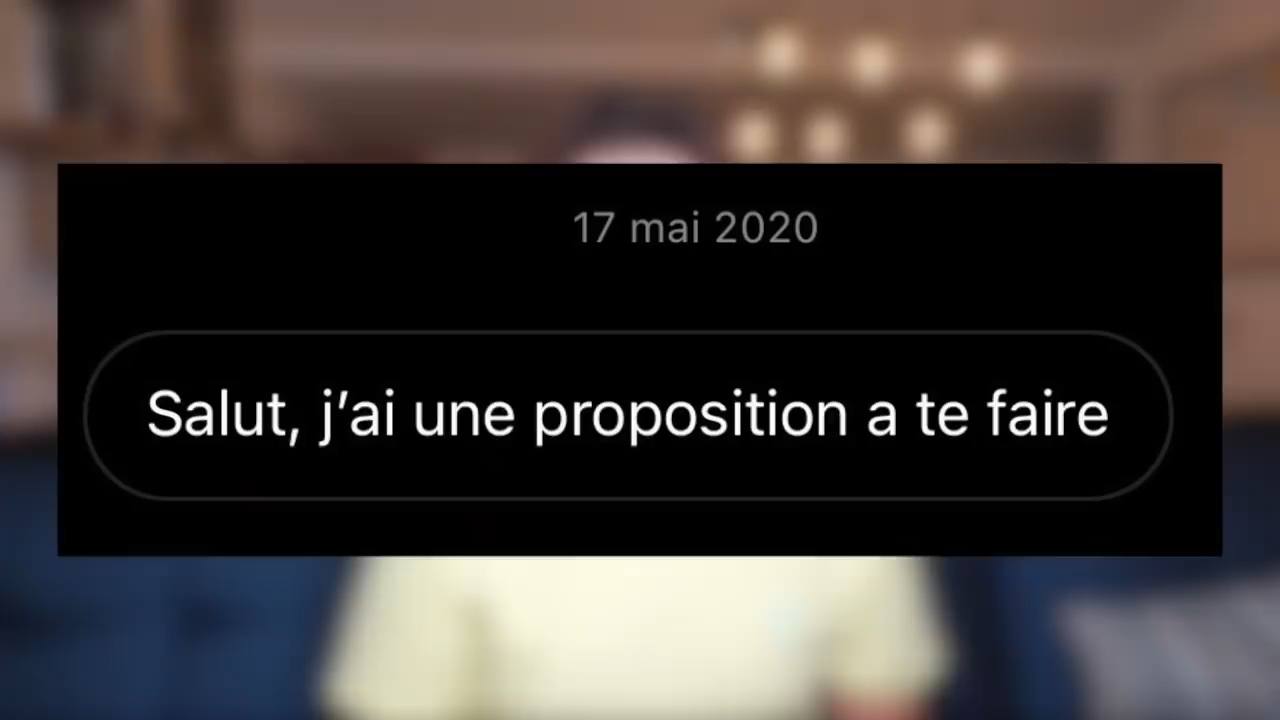 17 mai 2020
Salut, j’ai une proposition a te faire